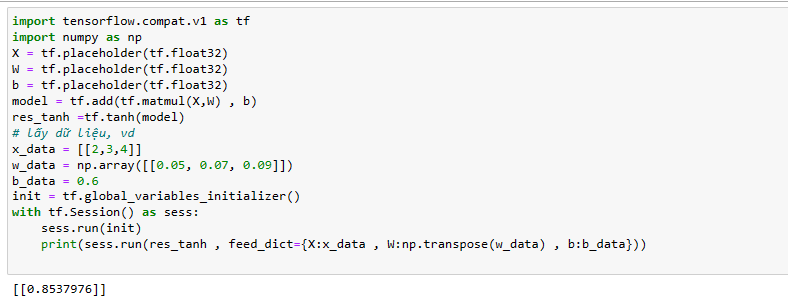 import tensorflow.compat.v1 as tf
import numpy as np
X = tf.placeholder(tf.float32)
W = tf.placeholder(tf.float32)
b = tf.placeholder(tf.float32)
model = tf.add(tf.matmul(X,W) , b)
res_tanh =tf.tanh(model)
# lấy dữ liệu, vd
x_data = [[2,3,4]]
w_data = np.array([[0.05, 0.07, 0.09]])
b_data = 0.6
init = tf.global_variables_initializer()
with tf.Session() as sess:
    sess.run(init)
    print(sess.run(res_tanh , feed_dict={X:x_data , W:np.transpose(w_data) , b:b_data}))
[[0.8537976]]